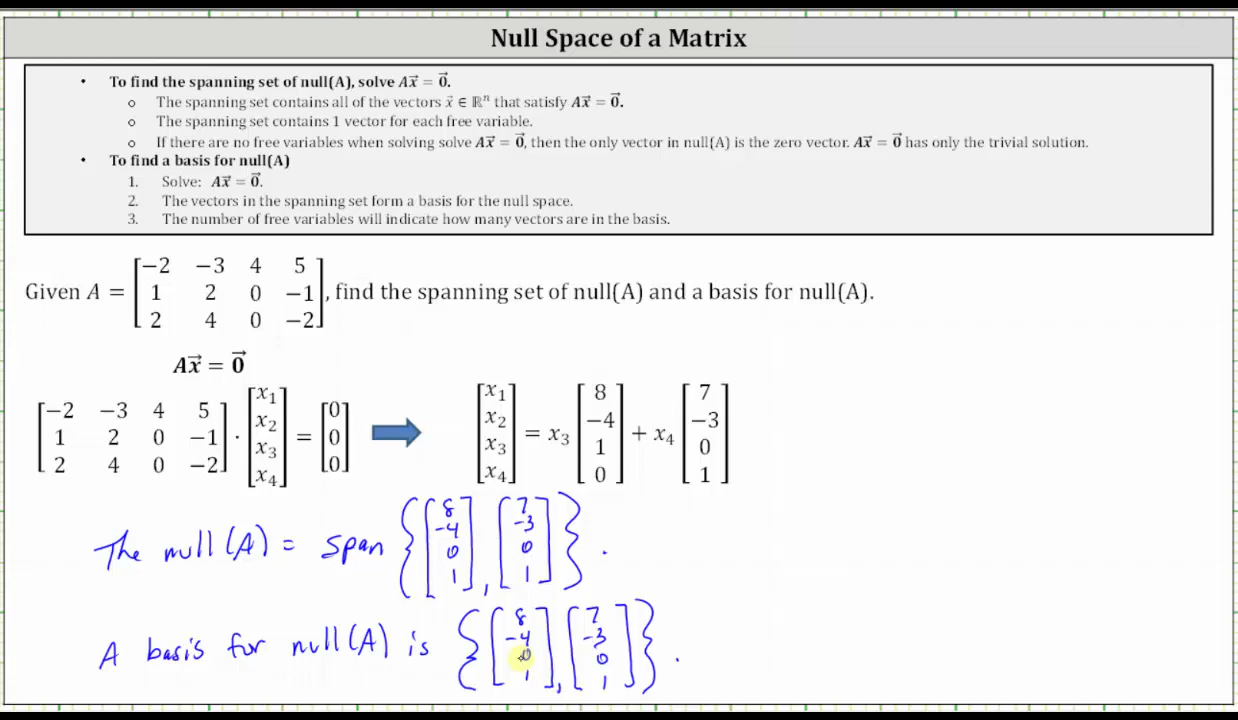 Null Space of a Matrix
• To find the spanning set of null(A), solve Ax⃗ = 0⃗.
o The spanning set contains all of the vectors x⃗ ∈ ℝⁿ that satisfy Ax⃗ = 0⃗.
o The spanning set contains 1 vector for each free variable.
o If there are no free variables when solving solve Ax⃗ = 0⃗, then the only vector in null(A) is the zero vector. Ax⃗ = 0⃗ has only the trivial solution.
• To find a basis for null(A)
1. Solve: Ax⃗ = 0⃗.
2. The vectors in the spanning set form a basis for the null space.
3. The number of free variables will indicate how many vectors are in the basis.
Given A = [−2 −3 4 5; 1 2 0 −1; 2 4 0 −2], find the spanning set of null(A) and a basis for null(A).
Ax⃗ = 0⃗
[−2 −3 4 5; 1 2 0 −1; 2 4 0 −2] · [x₁; x₂; x₃; x₄] = [0; 0; 0] [x₁; x₂; x₃; x₄] = x₃ [8; −4; 1; 0] + x₄ [7; −3; 0; 1]
The null(A) = span {[8; -4; 0; 1], [7; -3; 0; 1]}.
A basis for null(A) is {[8; -4; 0; 1], [7; -3; 0; 1]}.